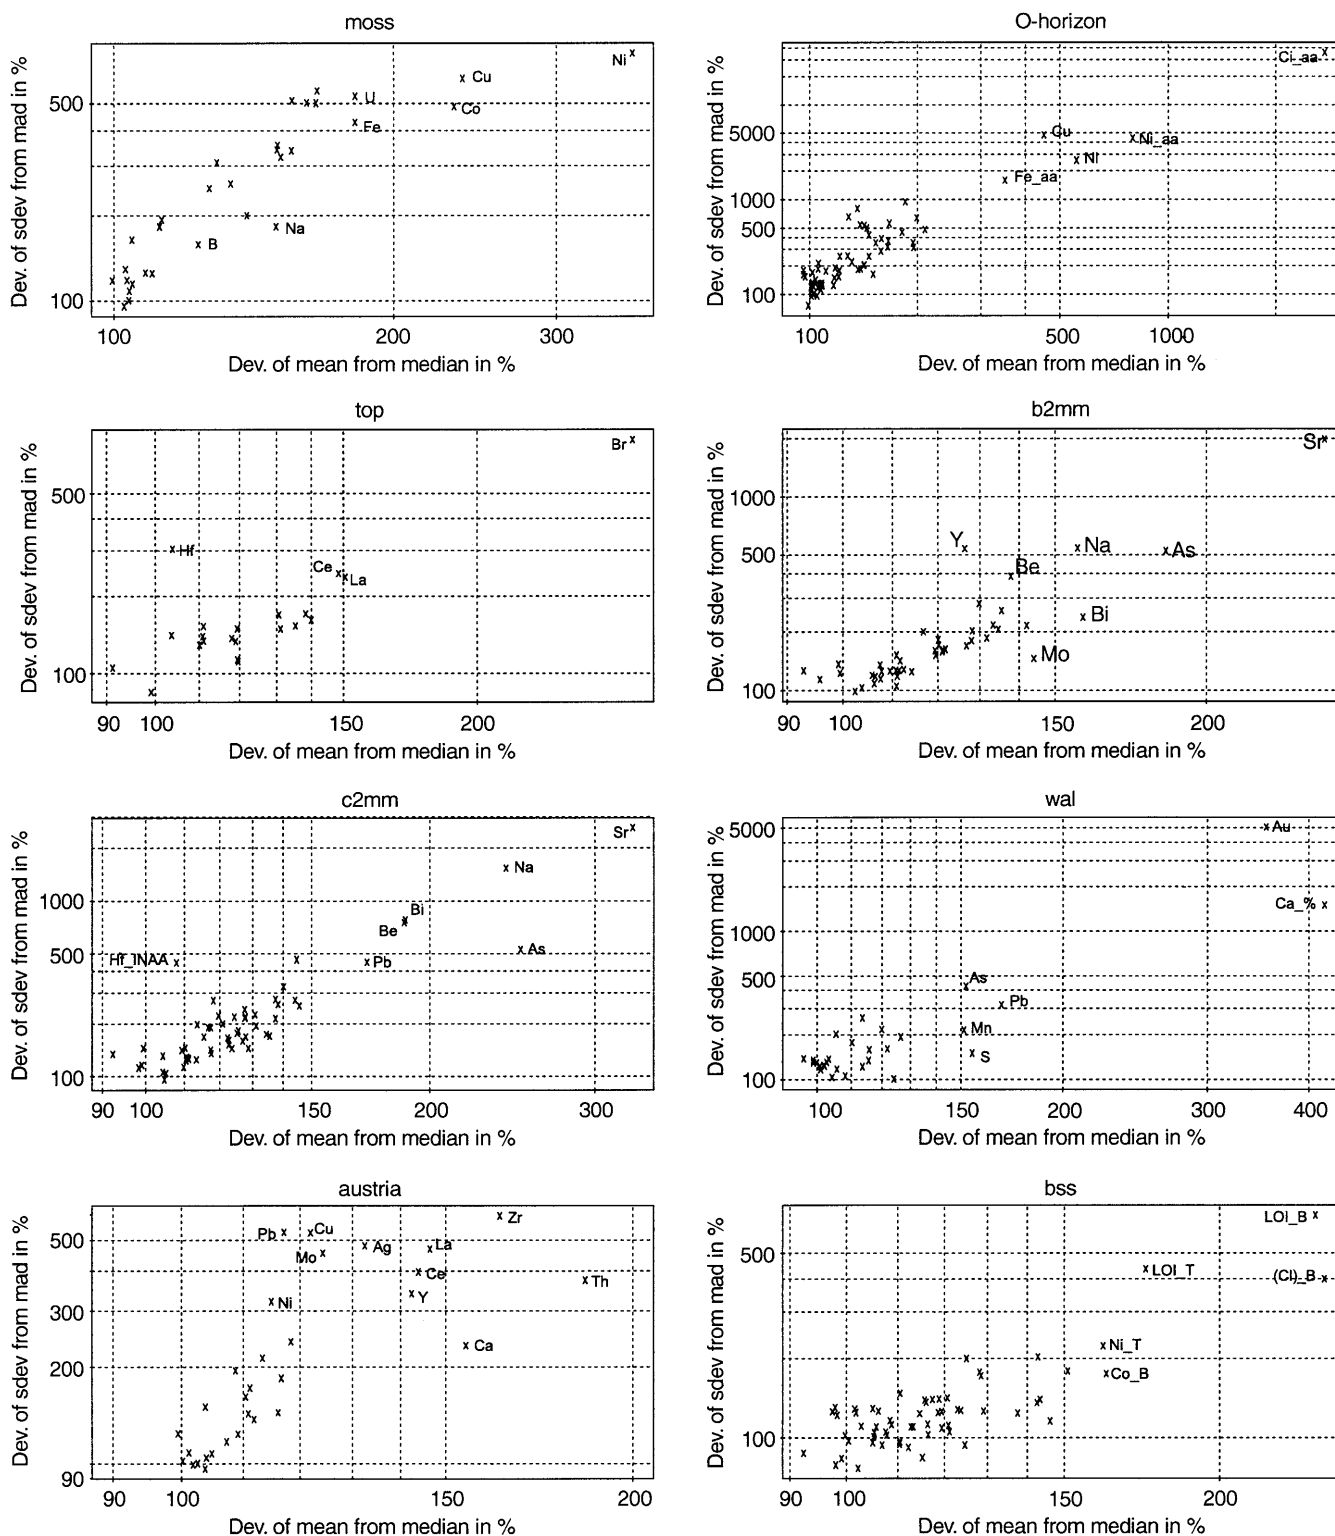 moss
Dev. of sdev from mad in %
500
100
Ni
Cu
U
Co
Fe
Na
B
100
200
300
Dev. of mean from median in %
O-horizon
Dev. of sdev from mad in %
5000
1000
500
100
Ci_aa
Cu
Ni_aa
Ni
Fe_aa
100
500
1000
Dev. of mean from median in %
top
Dev. of sdev from mad in %
500
100
Br
Hf
Ce
La
90
100
150
200
Dev. of mean from median in %
b2mm
Dev. of sdev from mad in %
1000
500
100
Sr
Y
Na
As
Be
Bi
Mo
90
100
150
200
Dev. of mean from median in %
c2mm
Dev. of sdev from mad in %
1000
500
100
Sr
Na
Bi
Be
As
Hf_INAA
Pb
90
100
150
200
300
Dev. of mean from median in %
wal
Dev. of sdev from mad in %
5000
1000
500
100
Au
Ca_%
As
Pb
Mn
S
100
150
200
300
400
Dev. of mean from median in %
austria
Dev. of sdev from mad in %
500
300
200
90
Zr
Pb
Cu
Mo
Ag
La
Ce
Th
Ni
Y
Ca
90
100
150
200
Dev. of mean from median in %
bss
Dev. of sdev from mad in %
500
100
LOI_B
LOI_T
(Cl)_B
Ni_T
Co_B
90
100
200
Dev. of mean from median in %